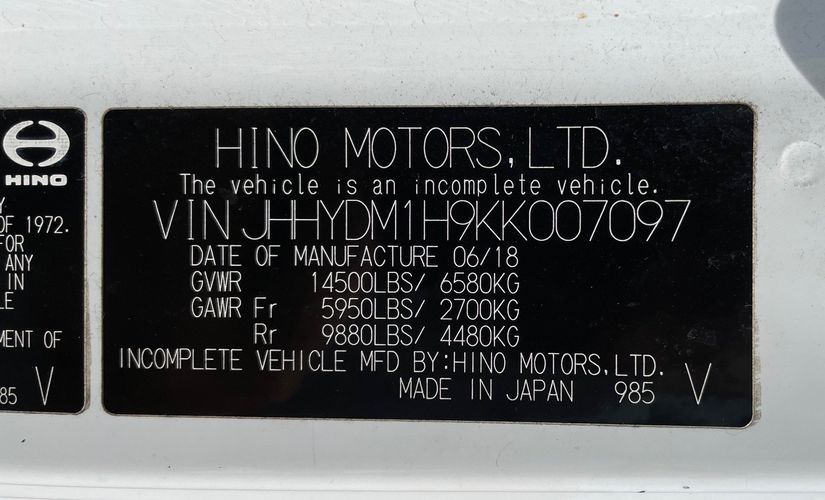 HINO
Y
OF 1972.
FOR
ANY
IN
LE
MENT OF
85 V
HINO MOTORS, LTD.
The vehicle is an incomplete vehicle.
VIN JHHYDM1H9KK007097
DATE OF MANUFACTURE 06/18
GVWR 14500LBS/ 6580KG
GAWR Fr 5950LBS/ 2700KG
Rr 9880LBS/ 4480KG
INCOMPLETE VEHICLE MFD BY:HINO MOTORS,LTD.
MADE IN JAPAN 985 V